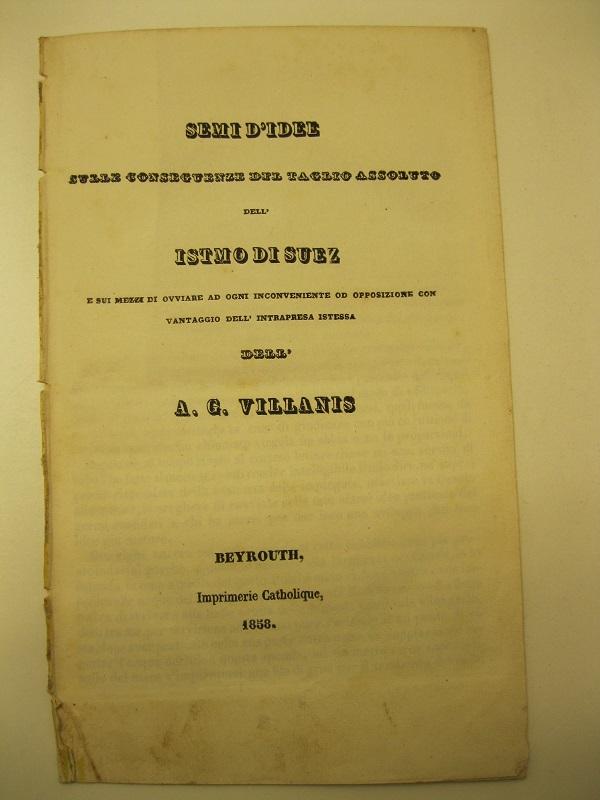 SEMI D'IDEE
SULLE CONSEGUENZE DEL TAGLIO ASSOLUTO
DELL'
ISTMO DI SUEZ
E SUI MEZZI DI OVVIARE AD OGNI INCONVENIENTE OD OPPOSIZIONE CON
VANTAGGIO DELL' INTRAPRESA ISTESSA
DELL'
A. G. VILLANIS
BEYROUTH,
Imprimerie Catholique,
1858.